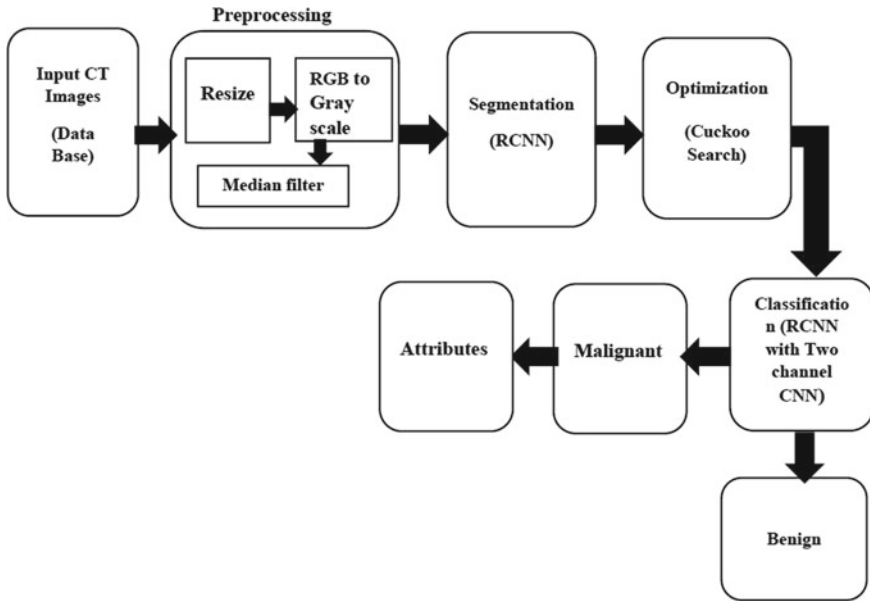 Preprocessing
Input CT
Images
(Data
Base)
Resize
RGB to
Gray
scale
Median filter
Segmentation
(RCNN)
Optimization
(Cuckoo
Search)
Classificatio
n (RCNN
with Two
channel
CNN)
Malignant
Attributes
Benign